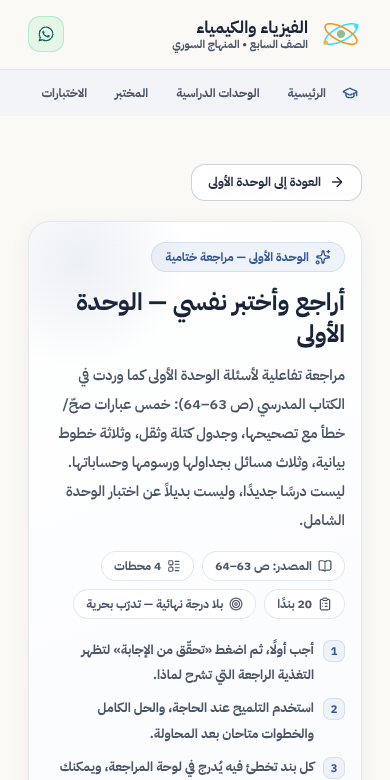 الفيزياء والكيمياء
الصف السابع • المنهاج السوري
الرئيسية
الوحدات الدراسية
المختبر
الاختبارات
العودة إلى الوحدة الأولى
الوحدة الأولى — مراجعة ختامية
أراجع وأختبر نفسي — الوحدة
الأولى
مراجعة تفاعلية لأسئلة الوحدة الأولى كما وردت في
الكتاب المدرسي (ص 63–64): خمس عبارات صحّ/
خطأ مع تصحيحها، وجدول كتلة وثقل، وثلاثة خطوط
بيانية، وثلاث مسائل بجداولها ورسومها وحساباتها.
ليست درسًا جديدًا، وليست بديلًا عن اختبار الوحدة
الشامل.
المصدر: ص 63–64
4 محطات
20 بندًا
بلا درجة نهائية — تدرّب بحرية
1 أجب أولًا، ثم اضغط «تحقّق من الإجابة» لتظهر
التغذية الراجعة التي تشرح لماذا.
2 استخدم التلميح عند الحاجة، والحل الكامل
والخطوات متاحان بعد المحاولة.
3 كل بند تخطئ فيه يُدرج في لوحة المراجعة، ويمكنك